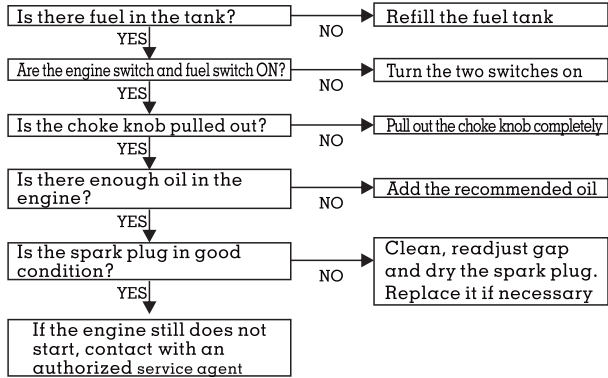 Is there fuel in the tank?
NO
Refill the fuel tank
YES
Are the engine switch and fuel switch ON?
NO
Turn the two switches on
YES
Is the choke knob pulled out?
NO
Pull out the choke knob completely
YES
Is there enough oil in the
engine?
NO
Add the recommended oil
YES
Is the spark plug in good
condition?
NO
Clean, readjust gap
and dry the spark plug.
Replace it if necessary
YES
If the engine still does not
start, contact with an
authorized service agent